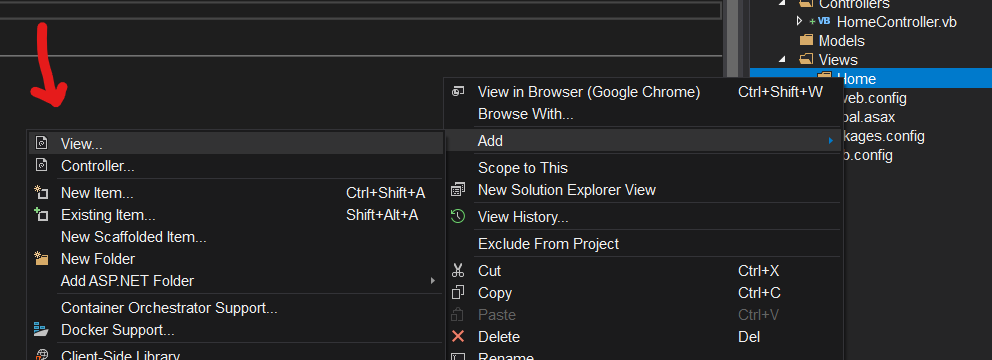 Controllers
VB HomeController.vb
Models
Views
Home
web.config
bal.asax
kages.config
b.config
View in Browser (Google Chrome) Ctrl+Shift+W
Browse With...
Add
Scope to This
New Solution Explorer View
View History...
Exclude From Project
Cut Ctrl+X
Copy Ctrl+C
Paste Ctrl+V
Delete Del
Rename
View...
Controller...
New Item... Ctrl+Shift+A
Existing Item... Shift+Alt+A
New Scaffolded Item...
New Folder
Add ASP.NET Folder
Container Orchestrator Support...
Docker Support...
Client-Side Library